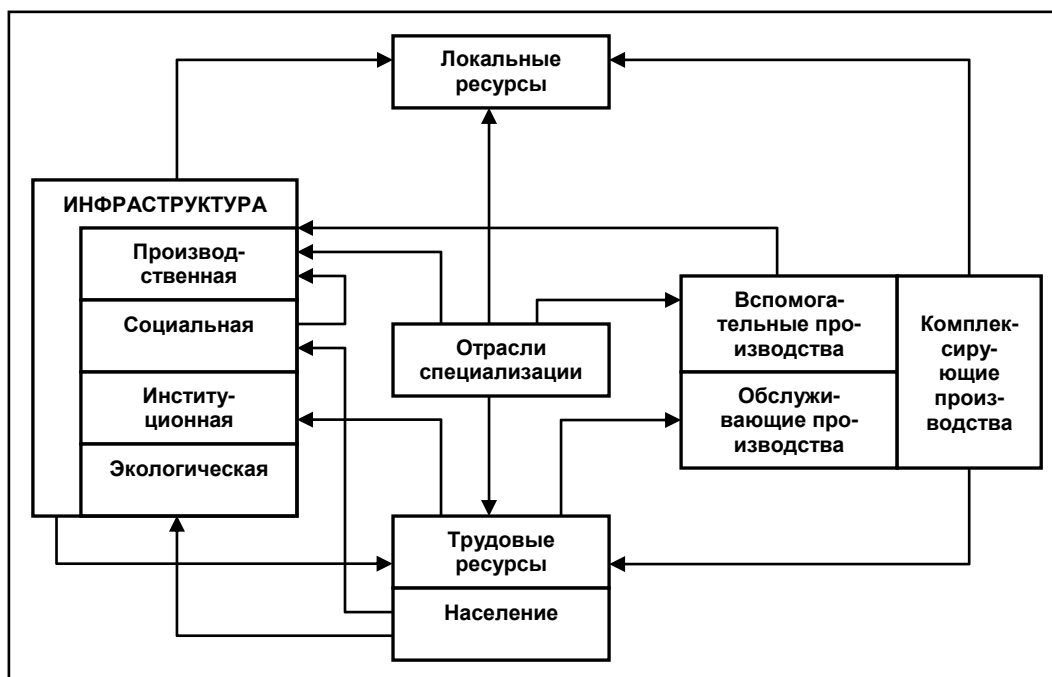 Локальные
ресурсы
ИНФРАСТРУКТУРА
Производ-
ственная
Социальная
Институ-
ционная
Экологическая
Отрасли
специализации
Вспомога-
тельные про-
изводства
Обслужи-
вающие про-
изводства
Комплек-
сиру-
ющие
произ-
водства
Трудовые
ресурсы
Население